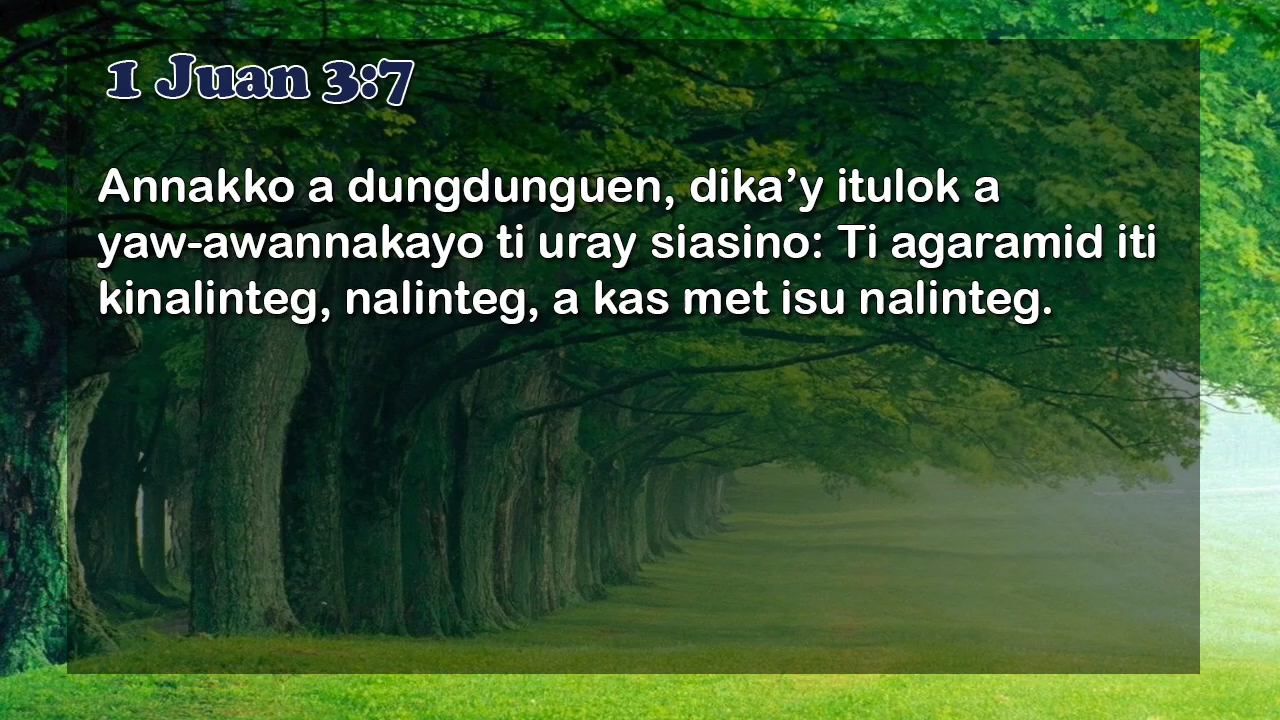 1 Juan 3:7
Annakko a dungdunguen, dika’y itulok a
yaw-awannakayo ti uray siasino: Ti agaramid iti
kinalinteg, nalinteg, a kas met isu nalinteg.